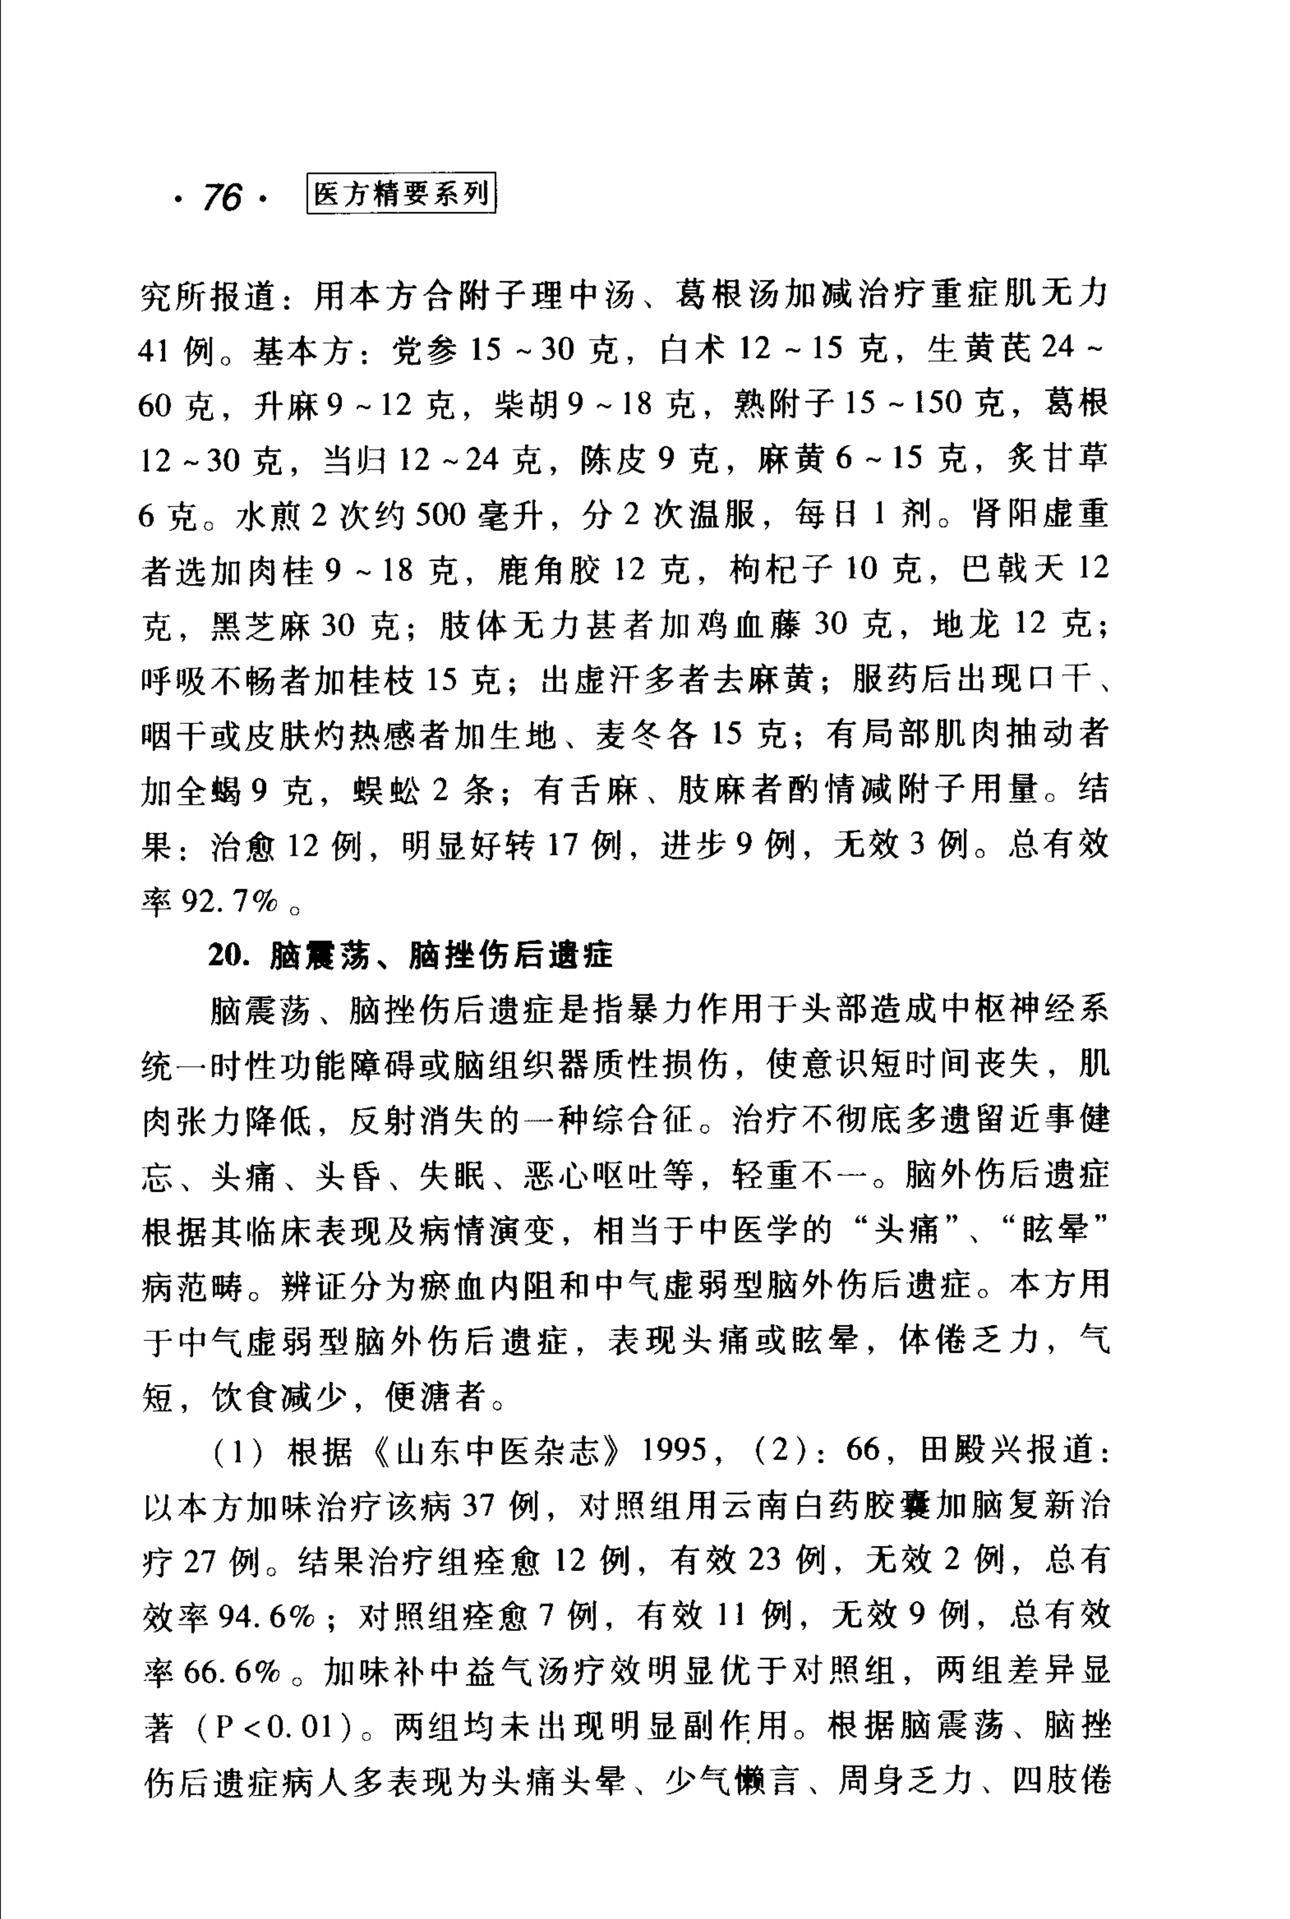 · 76 · 医方精要系列
究所报道：用本方合附子理中汤、葛根汤加减治疗重症肌无力
41 例。基本方：党参 15～30 克，白术 12～15 克，生黄芪 24～
60 克，升麻 9～12 克，柴胡 9～18 克，熟附子 15～150 克，葛根
12～30 克，当归 12～24 克，陈皮 9 克，麻黄 6～15 克，炙甘草
6 克。水煎 2 次约 500 毫升，分 2 次温服，每日 1 剂。肾阳虚重
者选加肉桂 9～18 克，鹿角胶 12 克，枸杞子 10 克，巴戟天 12
克，黑芝麻 30 克；肢体无力甚者加鸡血藤 30 克，地龙 12 克；
呼吸不畅者加桂枝 15 克；出虚汗多者去麻黄；服药后出现口干、
咽干或皮肤灼热感者加生地、麦冬各 15 克；有局部肌肉抽动者
加全蝎 9 克，蜈蚣 2 条；有舌麻、肢麻者酌情减附子用量。结
果：治愈 12 例，明显好转 17 例，进步 9 例，无效 3 例。总有效
率 92.7%。
20. 脑震荡、脑挫伤后遗症
脑震荡、脑挫伤后遗症是指暴力作用于头部造成中枢神经系
统一时性功能障碍或脑组织器质性损伤，使意识短时间丧失，肌
肉张力降低，反射消失的一种综合征。治疗不彻底多遗留近事健
忘、头痛、头昏、失眠、恶心呕吐等，轻重不一。脑外伤后遗症
根据其临床表现及病情演变，相当于中医学的“头痛”、“眩晕”
病范畴。辨证分为瘀血内阻和中气虚弱型脑外伤后遗症。本方用
于中气虚弱型脑外伤后遗症，表现头痛或眩晕，体倦乏力，气
短，饮食减少，便溏者。
(1) 根据《山东中医杂志》1995，(2)：66，田殿兴报道：
以本方加味治疗该病 37 例，对照组用云南白药胶囊加脑复新治
疗 27 例。结果治疗组痊愈 12 例，有效 23 例，无效 2 例，总有
效率 94.6%；对照组痊愈 7 例，有效 11 例，无效 9 例，总有效
率 66.6%。加味补中益气汤疗效明显优于对照组，两组差异显
著（P<0.01）。两组均未出现明显副作用。根据脑震荡、脑挫
伤后遗症病人多表现为头痛头晕、少气懒言、周身乏力、四肢倦